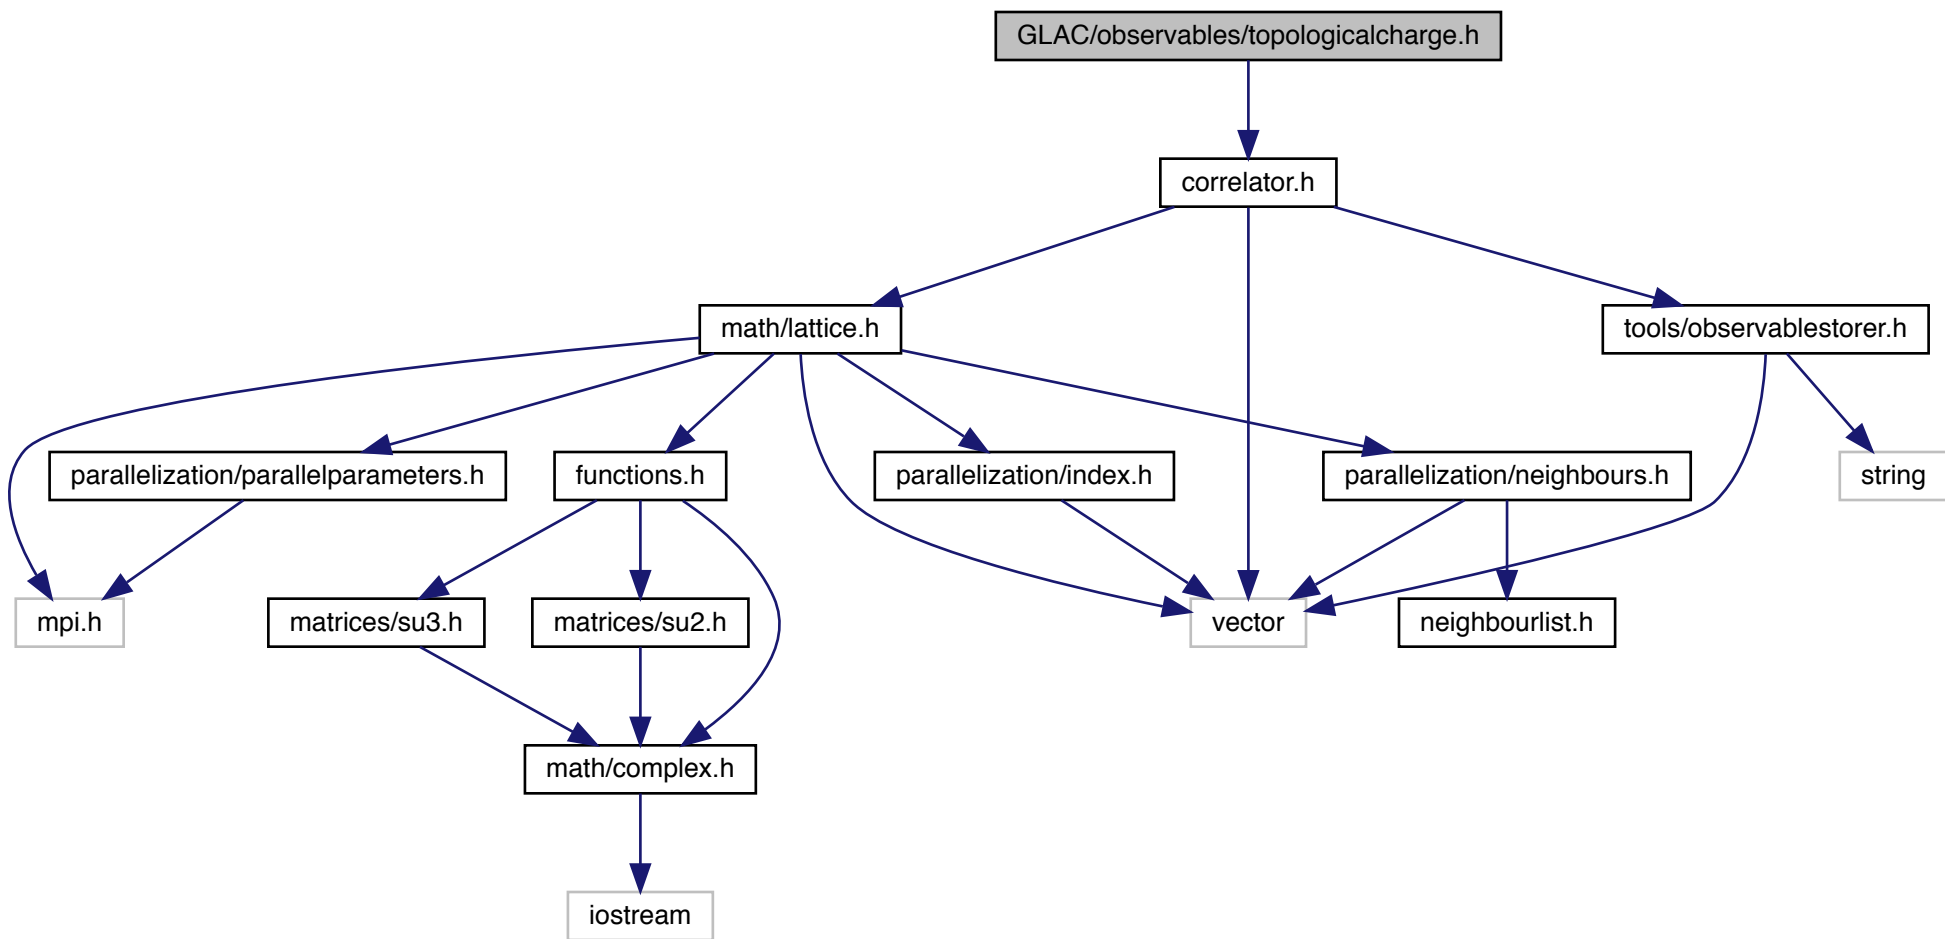 GLAC/observables/topologicalcharge.h
correlator.h
math/lattice.h
tools/observablestorer.h
parallelization/parallelparameters.h
functions.h
parallelization/index.h
parallelization/neighbours.h
string
mpi.h
matrices/su3.h
matrices/su2.h
vector
neighbourlist.h
math/complex.h
iostream